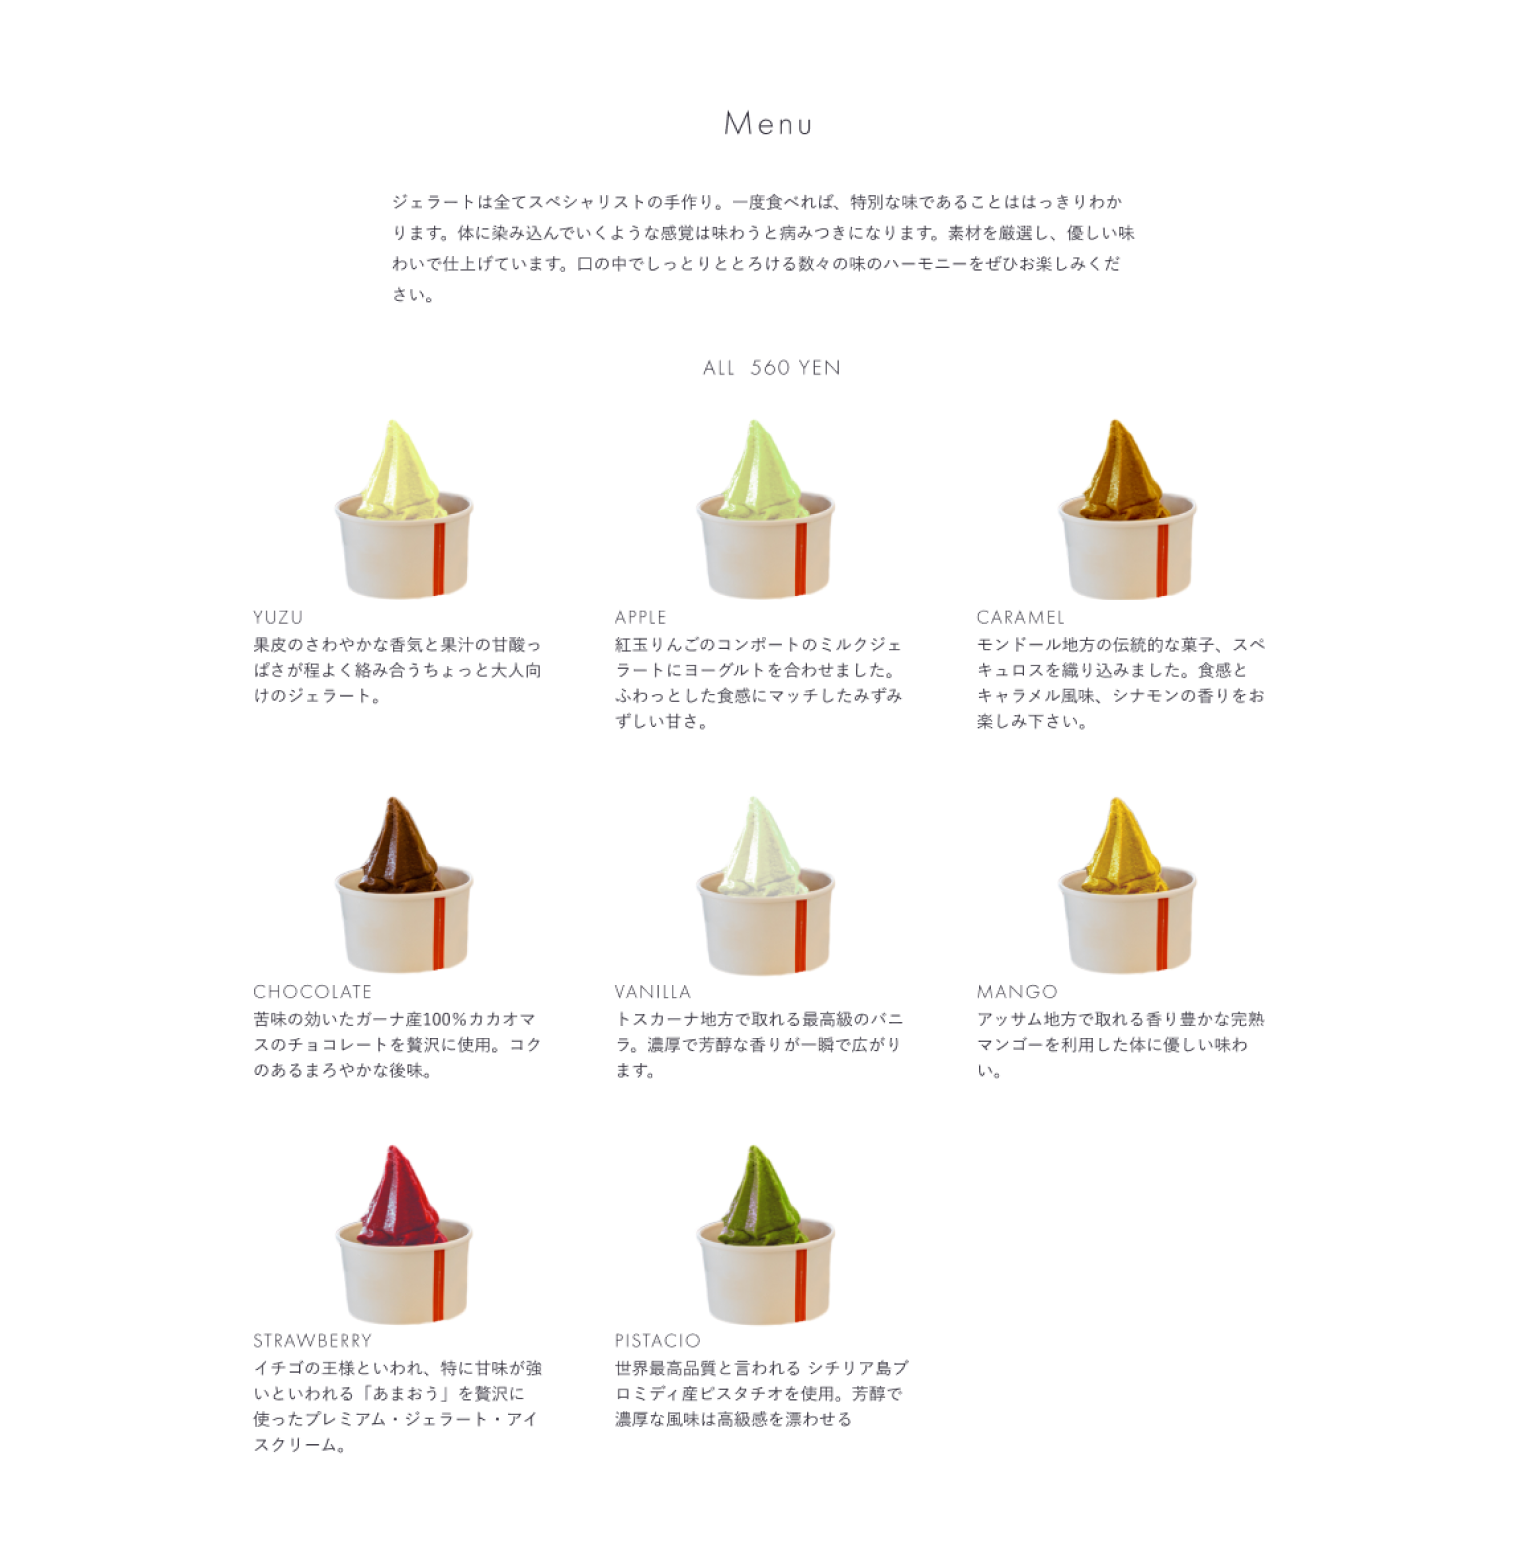 Menu
ジェラートは全てスペシャリストの手作り。一度食べれば、特別な味であることははっきりわか
ります。体に染み込んでいくような感覚は味わうと病みつきになります。素材を厳選し、優しい味
わいで仕上げています。口の中でしっとりととろける数々の味のハーモニーをぜひお楽しみくだ
さい。
ALL 560 YEN
YUZU
果皮のさわやかな香気と果汁の甘酸っ
ぱさが程よく絡み合うちょっと大人向
けのジェラート。
APPLE
紅玉りんごのコンポートのミルクジェ
ラートにヨーグルトを合わせました。
ふわっとした食感にマッチしたみずみ
ずしい甘さ。
CARAMEL
モンドール地方の伝統的な菓子、スペ
キュロスを織り込みました。食感と
キャラメル風味、シナモンの香りをお
楽しみ下さい。
CHOCOLATE
苦味の効いたガーナ産100%カカオマ
スのチョコレートを贅沢に使用。コク
のあるまろやかな後味。
VANILLA
トスカーナ地方で取れる最高級のバニ
ラ。濃厚で芳醇な香りが一瞬で広がり
ます。
MANGO
アッサム地方で取れる香り豊かな完熟
マンゴーを利用した体に優しい味わ
い。
STRAWBERRY
イチゴの王様といわれ、特に甘味が強
いといわれる「あまおう」を贅沢に
使ったプレミアム・ジェラート・アイ
スクリーム。
PISTACIO
世界最高品質と言われる シチリア島ブ
ロミディ産ピスタチオを使用。芳醇で
濃厚な風味は高級感を漂わせる